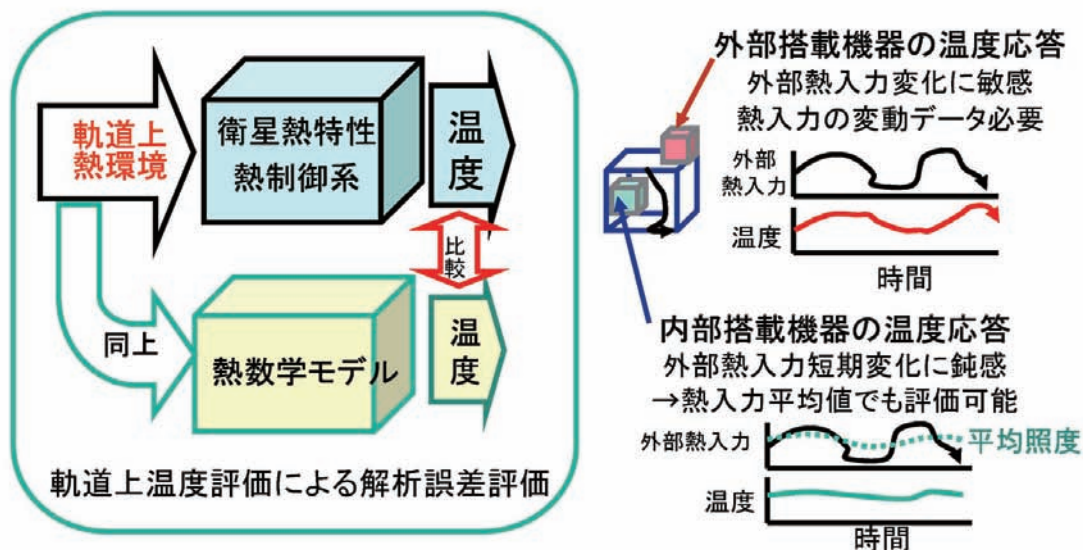 軌道上
熱環境
衛星熱特性
熱制御系
温
度
比
較
同上
熱数学モデル
温
度
軌道上温度評価による解析誤差評価
外部搭載機器の温度応答
外部熱入力変化に敏感
熱入力の変動データ必要
外部
熱入力
温度
時間
内部搭載機器の温度応答
外部熱入力短期変化に鈍感
→熱入力平均値でも評価可能
外部熱入力
平均照度
温度
時間